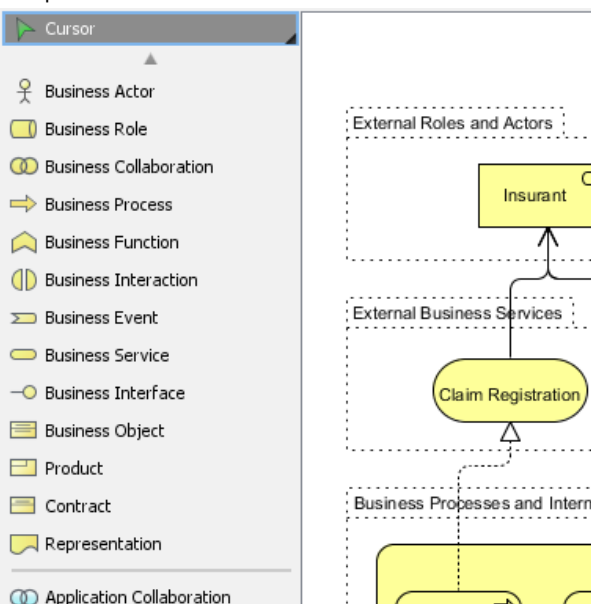 Cursor
Business Actor
Business Role
Business Collaboration
Business Process
Business Function
Business Interaction
Business Event
Business Service
Business Interface
Business Object
Product
Contract
Representation
Application Collaboration
External Roles and Actors
Insurant
External Business Services
Claim Registration
Business Processes and Intern